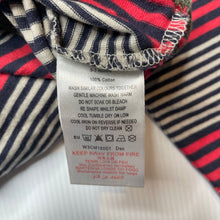 100% Cotton
WASH SIMILAR COLOURS TOGETHER
GENTLE MACHINE WASH WARM
DO NOT SOAK OR BLEACH
RE SHAPE WHILST DAMP
COOL TUMBLE DRY OR LOW
COOL IRON ON REVERSE IF NEEDED
DO NOT DRY CLEAN
KEEP AWAY FROM FIRE